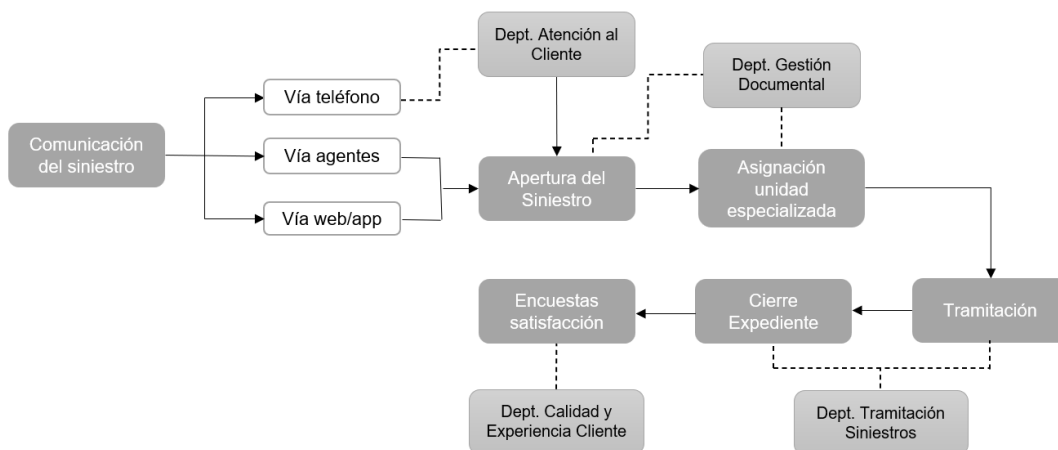 Dept. Atención al
Cliente
Dept. Gestión
Documental
Vía teléfono
Comunicación
del siniestro
Vía agentes
Apertura del
Siniestro
Asignación
unidad
especializada
Vía web/app
Encuestas
satisfacción
Cierre
Expediente
Tramitación
Dept. Calidad y
Experiencia Cliente
Dept. Tramitación
Siniestros